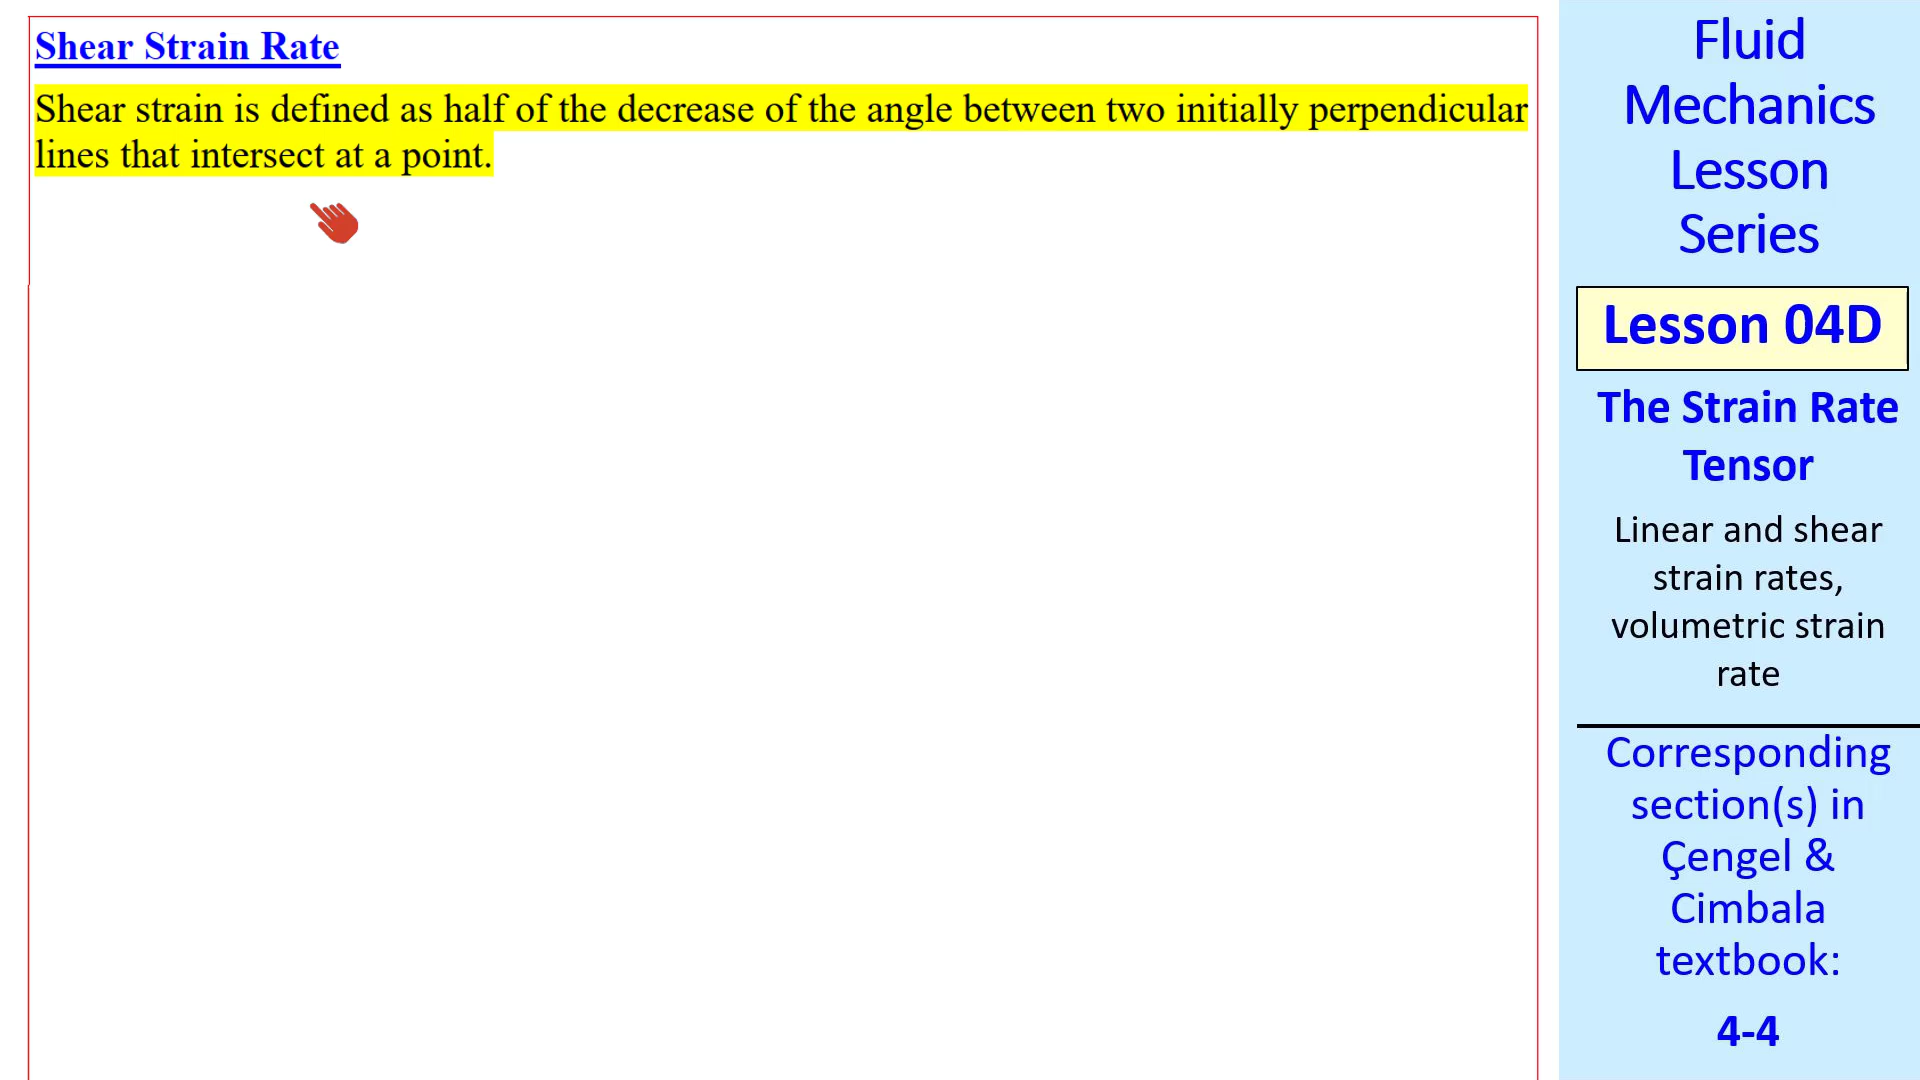 Shear Strain Rate
Shear strain is defined as half of the decrease of the angle between two initially perpendicular
lines that intersect at a point.
Fluid
Mechanics
Lesson
Series
Lesson 04D
The Strain Rate
Tensor
Linear and shear
strain rates,
volumetric strain
rate
Corresponding
section(s) in
Çengel &
Cimbala
textbook:
4-4